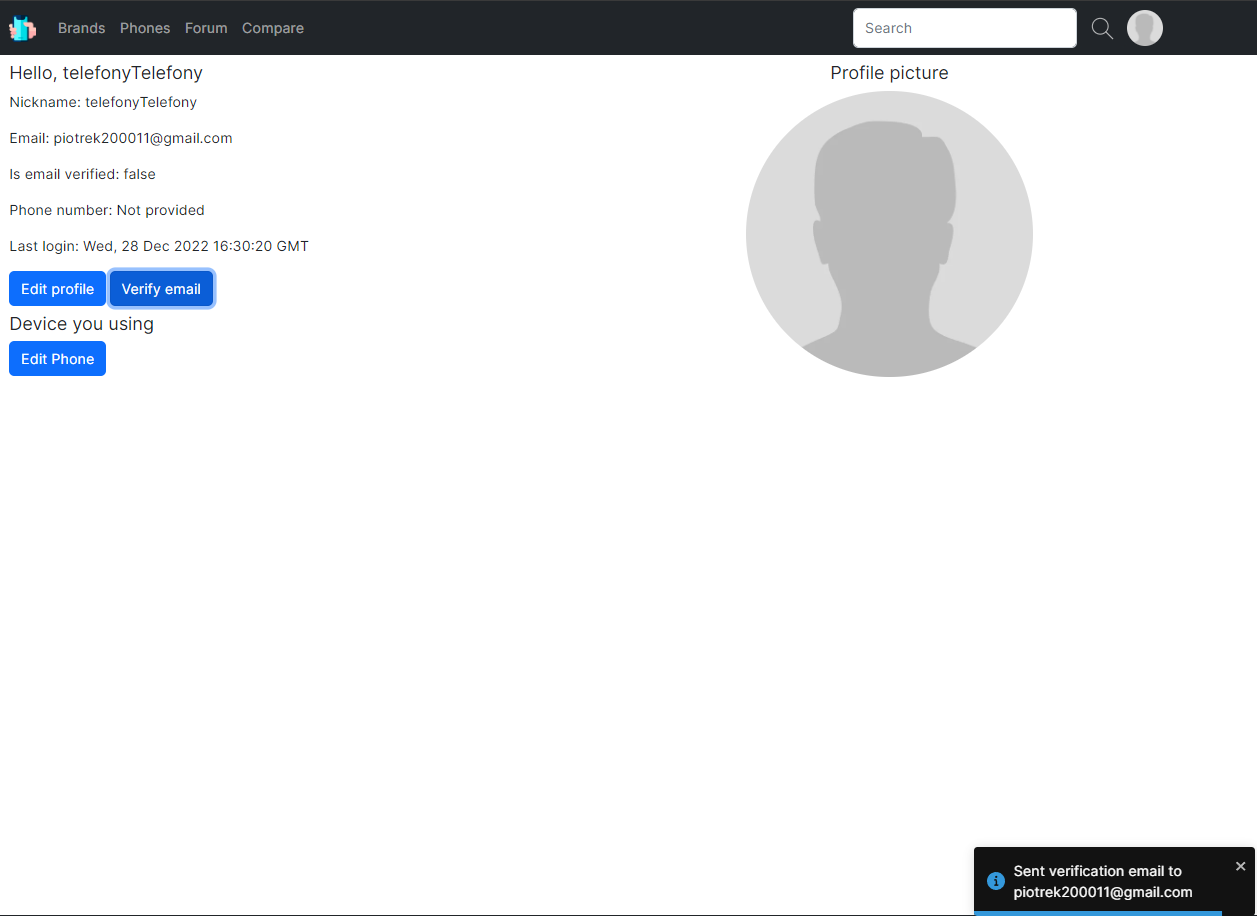 Brands Phones Forum Compare Search
Hello, telefonyTelefony
Nickname: telefonyTelefony
Email: piotrek200011@gmail.com
Is email verified: false
Phone number: Not provided
Last login: Wed, 28 Dec 2022 16:30:20 GMT
Edit profile Verify email
Device you using
Edit Phone
Profile picture
Sent verification email to
piotrek200011@gmail.com